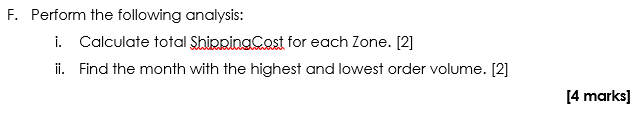 F. Perform the following analysis:
i. Calculate total ShippingCost for each Zone. [2]
ii. Find the month with the highest and lowest order volume. [2]
[4 marks]